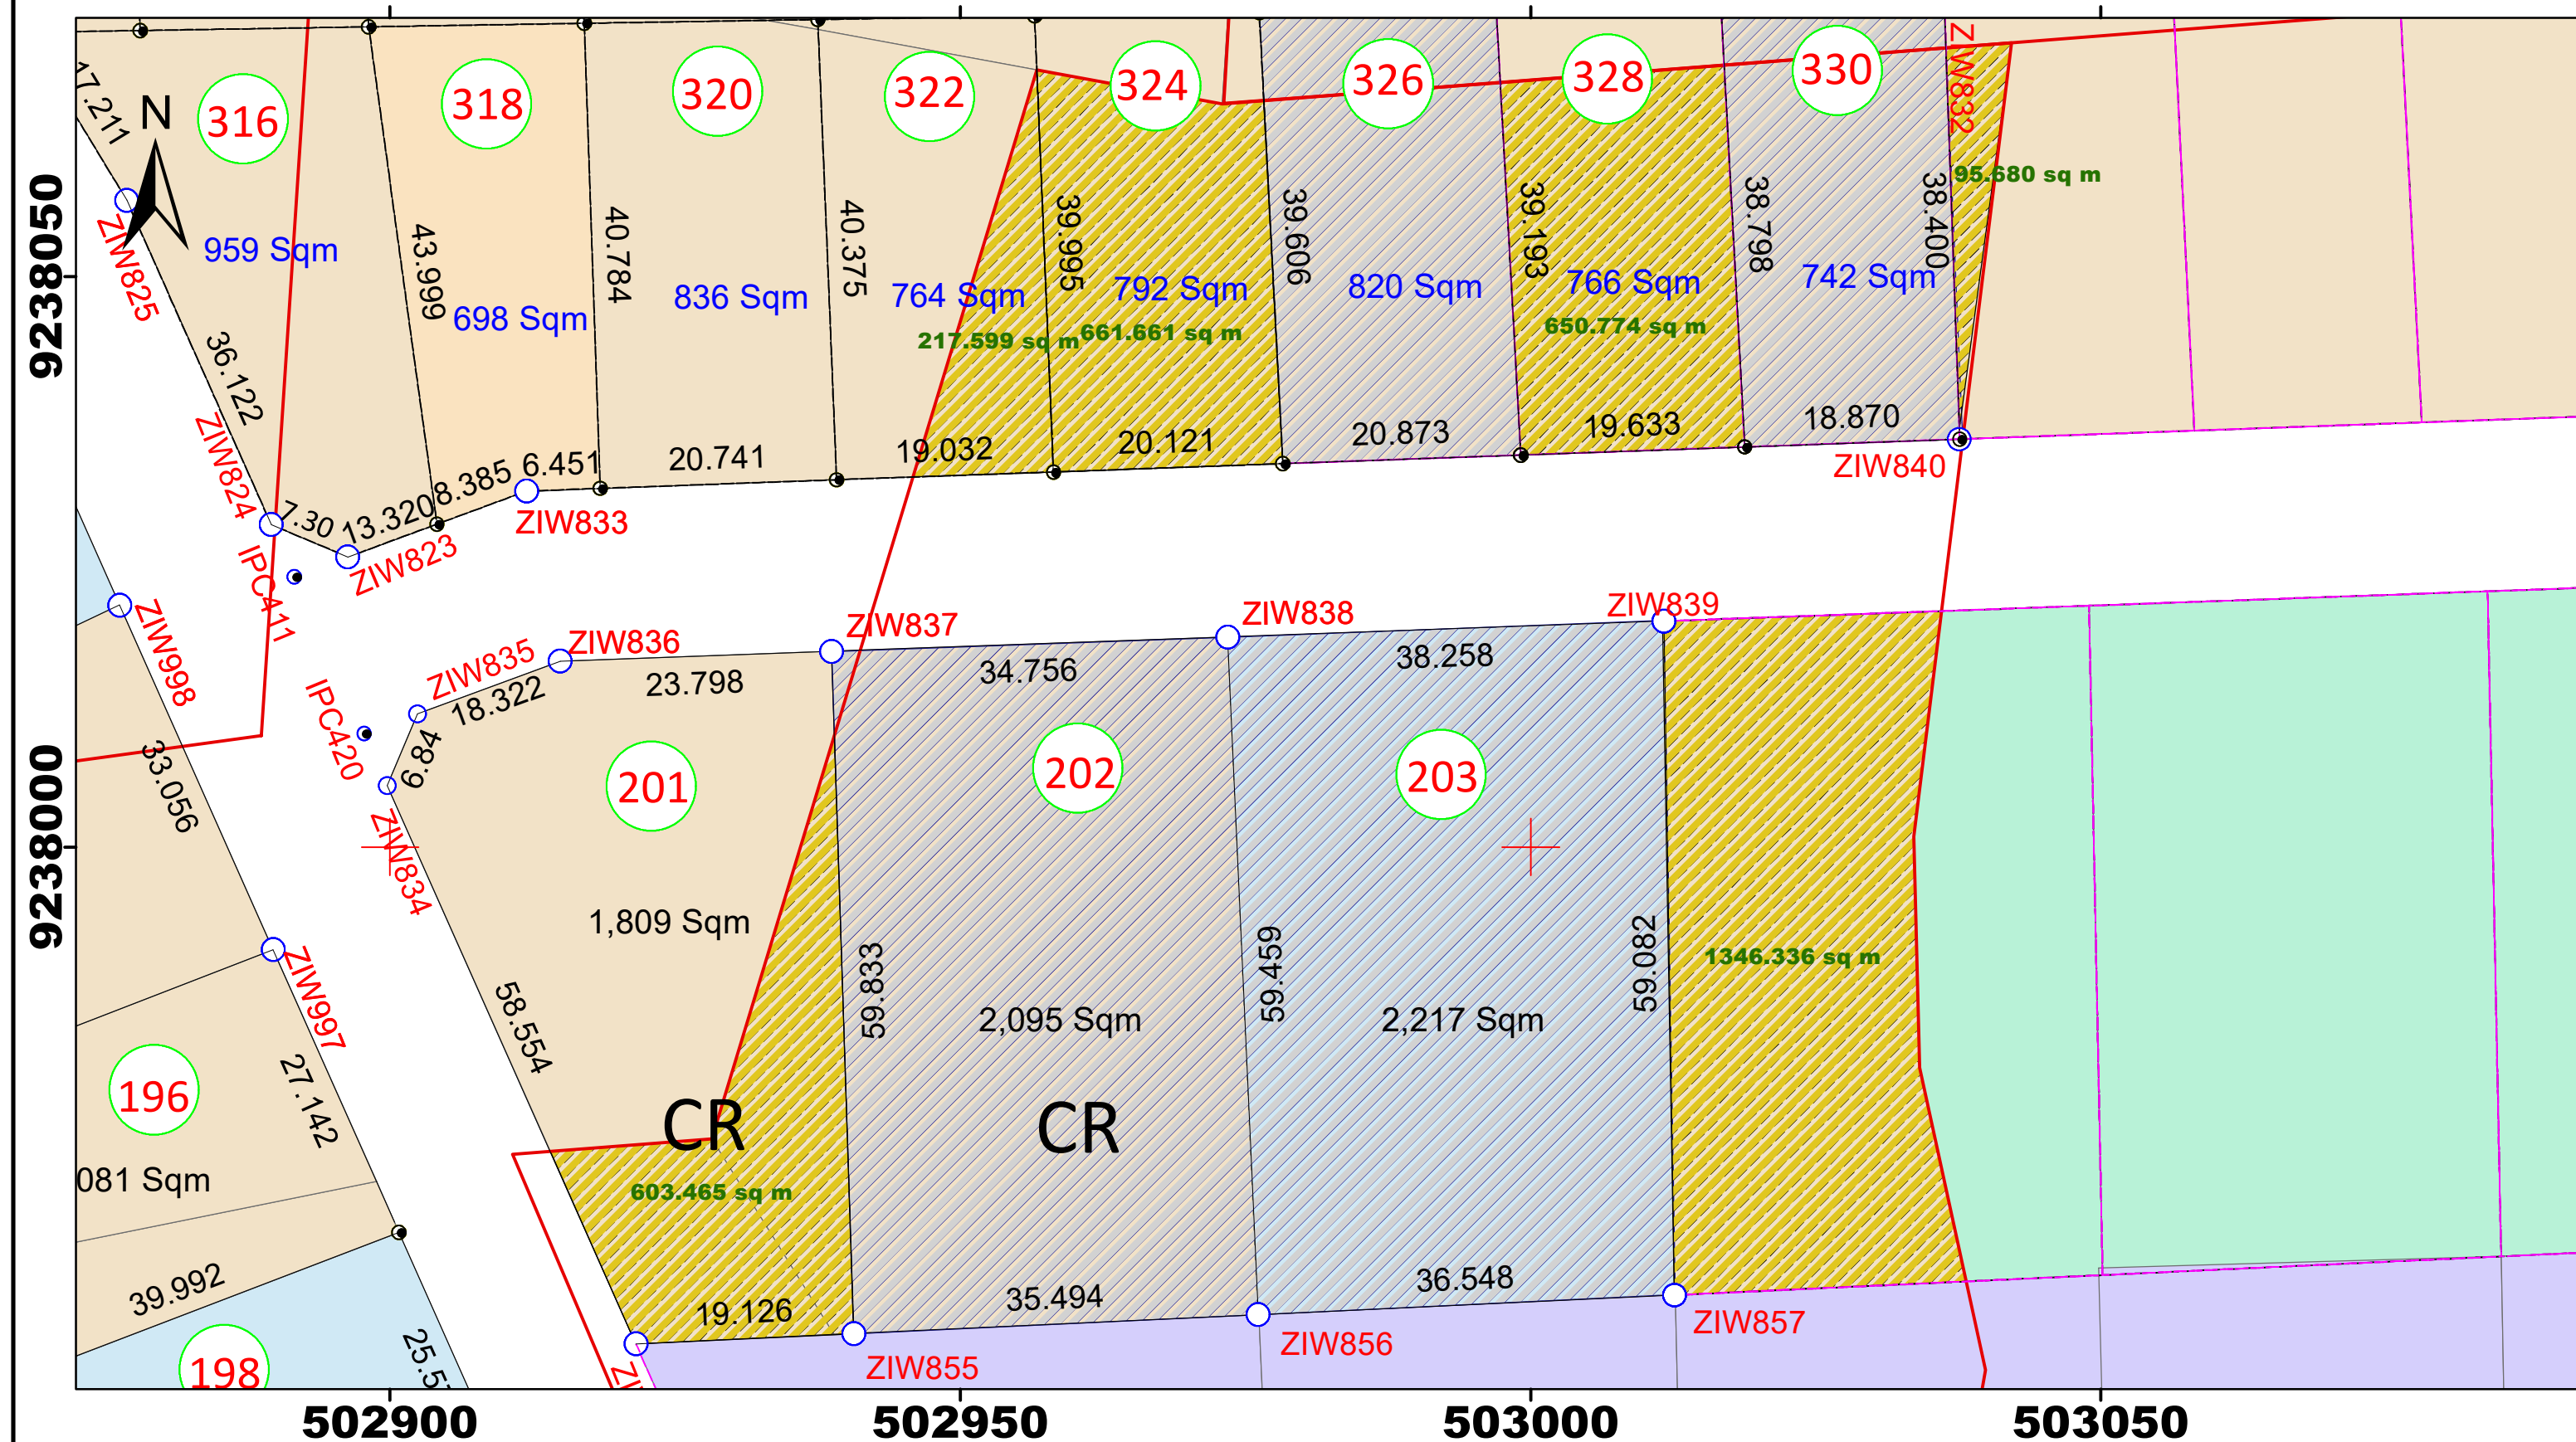 316
318
320
322
324
326
328
330
ZIW832
17.211
N
9238050
ZIW825
959 Sqm
43.999
698 Sqm
40.784
836 Sqm
40.375
764 Sqm
217.599 sq m
39.995
792 Sqm
661.661 sq m
39.606
820 Sqm
39.193
766 Sqm
650.774 sq m
38.798
742 Sqm
38.400
95.680 sq m
36.122
ZIW824
7.30
13.320
8.385
6.451
20.741
19.032
20.121
20.873
19.633
18.870
ZIW840
ZIW833
ZIW823
IPC411
ZIW998
ZIW835
ZIW836
ZIW837
ZIW838
ZIW839
18.322
23.798
34.756
38.258
IPC420
6.84
33.056
201
202
203
9238000
ZIW834
1,809 Sqm
59.833
59.459
59.082
1346.336 sq m
2,095 Sqm
2,217 Sqm
ZIW997
58.554
27.142
196
CR
CR
081 Sqm
603.465 sq m
39.992
19.126
35.494
36.548
198
25.5
ZIW855
ZIW856
ZIW857
502900
502950
503000
503050